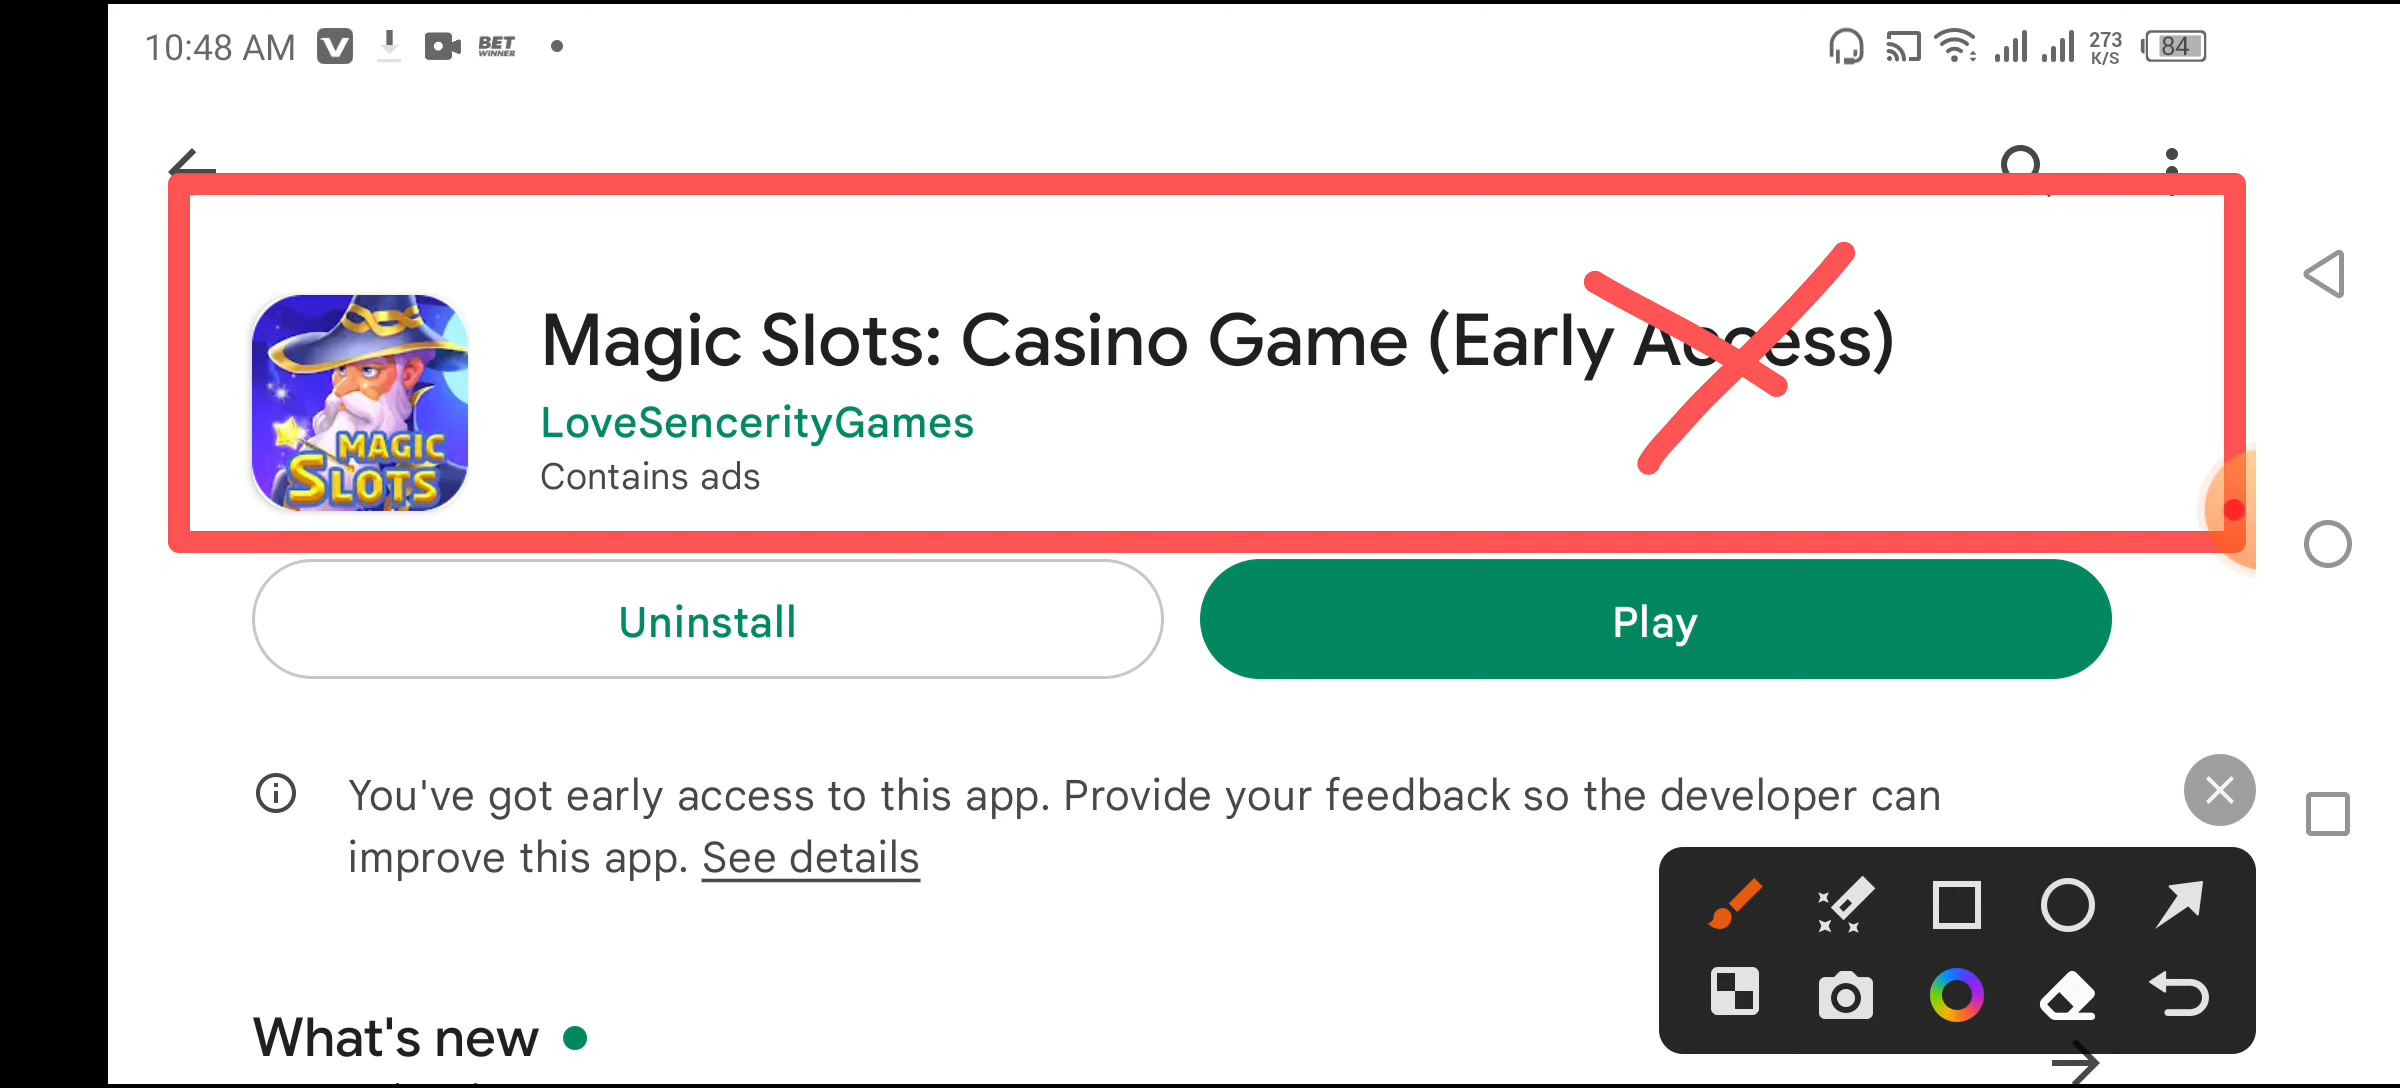 10:48 AM V BET WINNER 273 K/S 84
Magic Slots: Casino Game (Early Access)
LoveSencerityGames
Contains ads
MAGIC
SLOTS
Uninstall Play
You've got early access to this app. Provide your feedback so the developer can
improve this app. See details
What's new